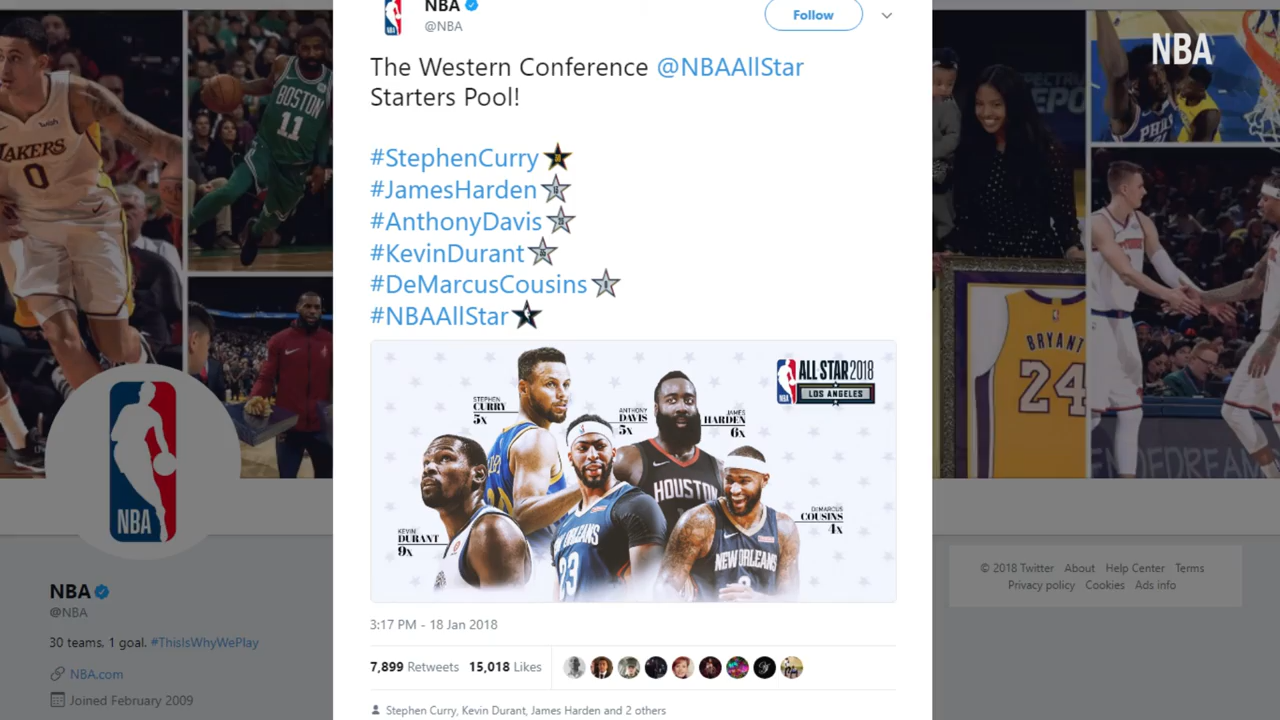 NBA
@NBA
Follow
The Western Conference @NBAAllStar
Starters Pool!
#StephenCurry
#JamesHarden
#AnthonyDavis
#KevinDurant
#DeMarcusCousins
#NBAAllStar
NBA ALL STAR 2018
LOS ANGELES
STEPHEN
CURRY
5x
ANTHONY
DAVIS
5x
JAMES
HARDEN
6x
KEVIN
DURANT
9x
DEMARCUS
COUSINS
4x
HOUSTON
NEW ORLEANS
23
3:17 PM - 18 Jan 2018
7,899 Retweets 15,018 Likes
Stephen Curry, Kevin Durant, James Harden and 2 others
NBA
LAKERS
0
BOSTON
11
PHILA
BRYANT
24
NBA
NBA
@NBA
30 teams. 1 goal. #ThisIsWhyWePlay
NBA.com
Joined February 2009
© 2018 Twitter About Help Center Terms
Privacy policy Cookies Ads info